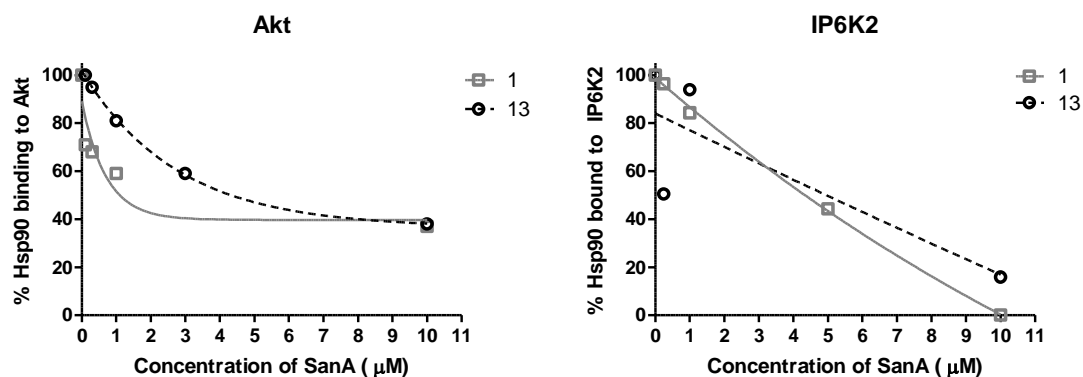 Akt
% Hsp90 binding to Akt
100
80
60
40
20
0
0 1 2 3 4 5 6 7 8 9 10 11
Concentration of SanA ( μM)
1
13
IP6K2
% Hsp90 bound to IP6K2
100
80
60
40
20
0
0 1 2 3 4 5 6 7 8 9 10 11
Concentration of SanA ( μM)
1
13